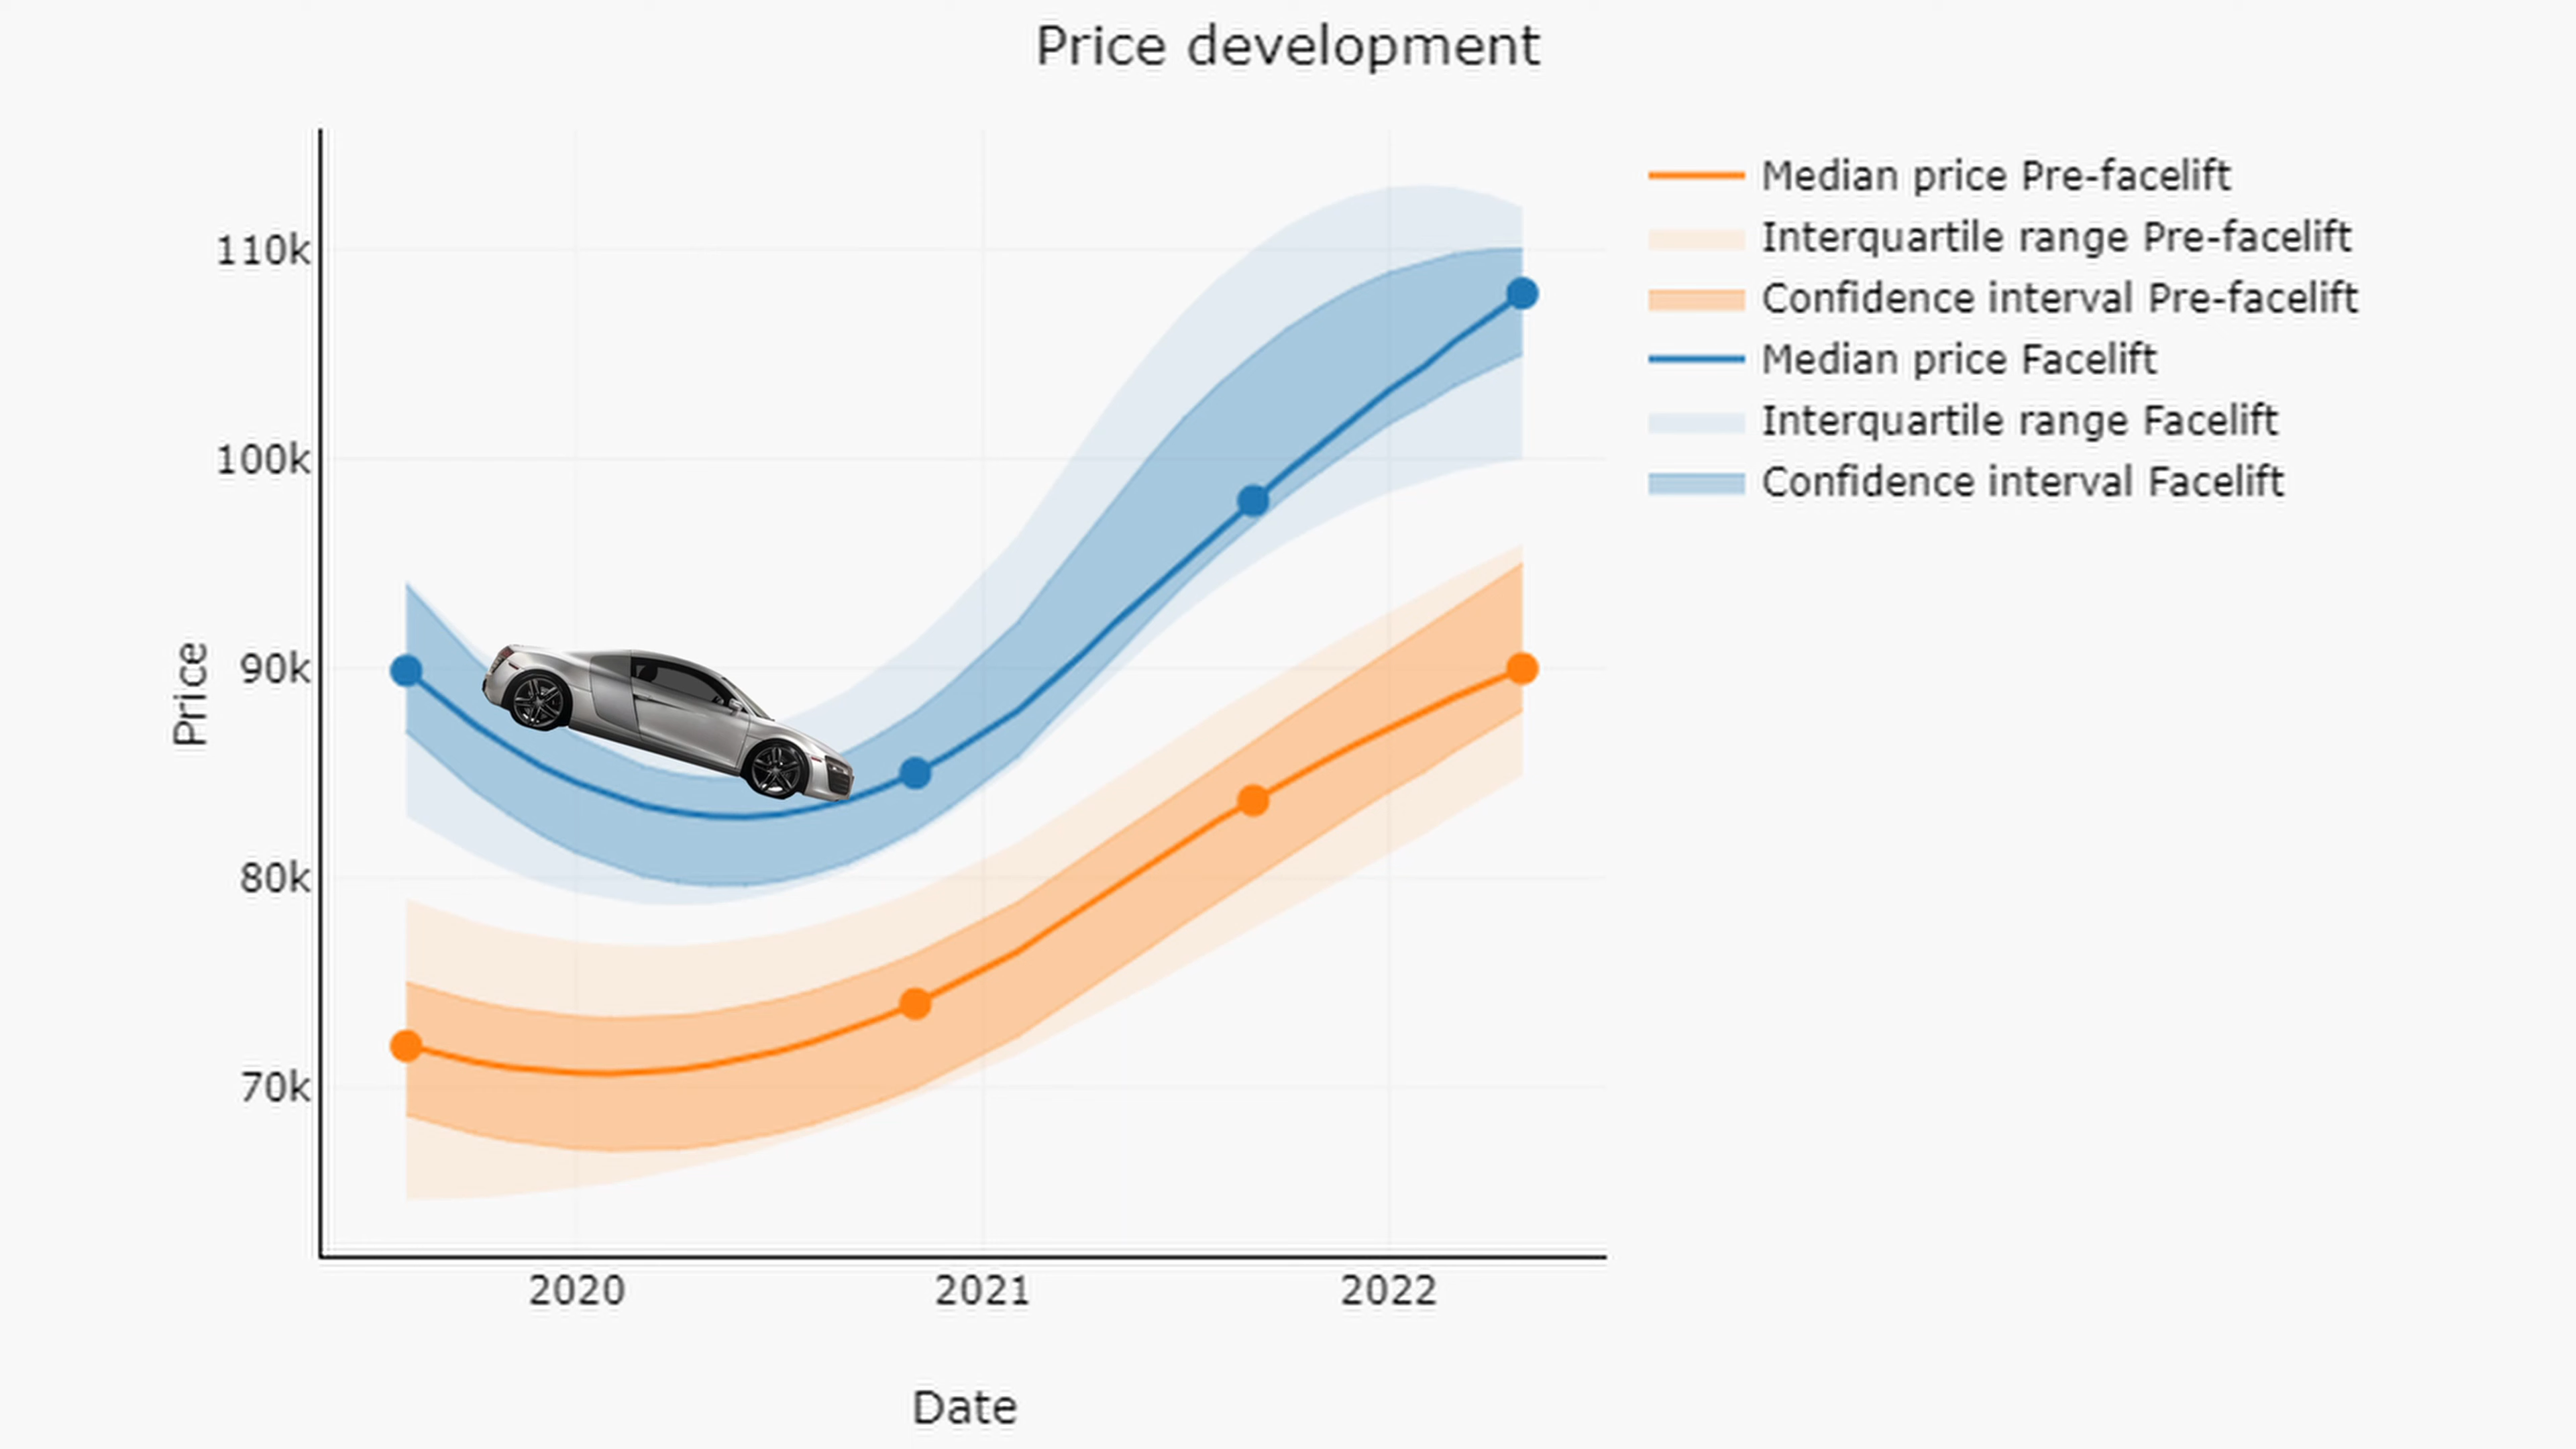 Price development
110k
100k
90k
80k
70k
Price
2020 2021 2022
Date
Median price Pre-facelift
Interquartile range Pre-facelift
Confidence interval Pre-facelift
Median price Facelift
Interquartile range Facelift
Confidence interval Facelift